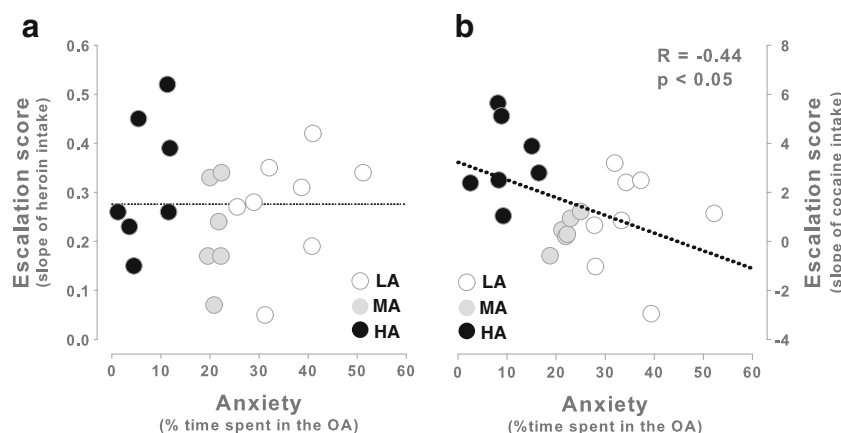 a
b
0.6
0.5
0.4
0.3
0.2
0.1
0.0
Escalation score
(slope of heroin intake)
LA
MA
HA
0 10 20 30 40 50 60
Anxiety
(% time spent in the OA)
R = -0.44
p < 0.05
LA
MA
HA
8
6
4
2
0
-2
-4
Escalation score
(slope of cocaine intake)
0 10 20 30 40 50 60
Anxiety
(%time spent in the OA)